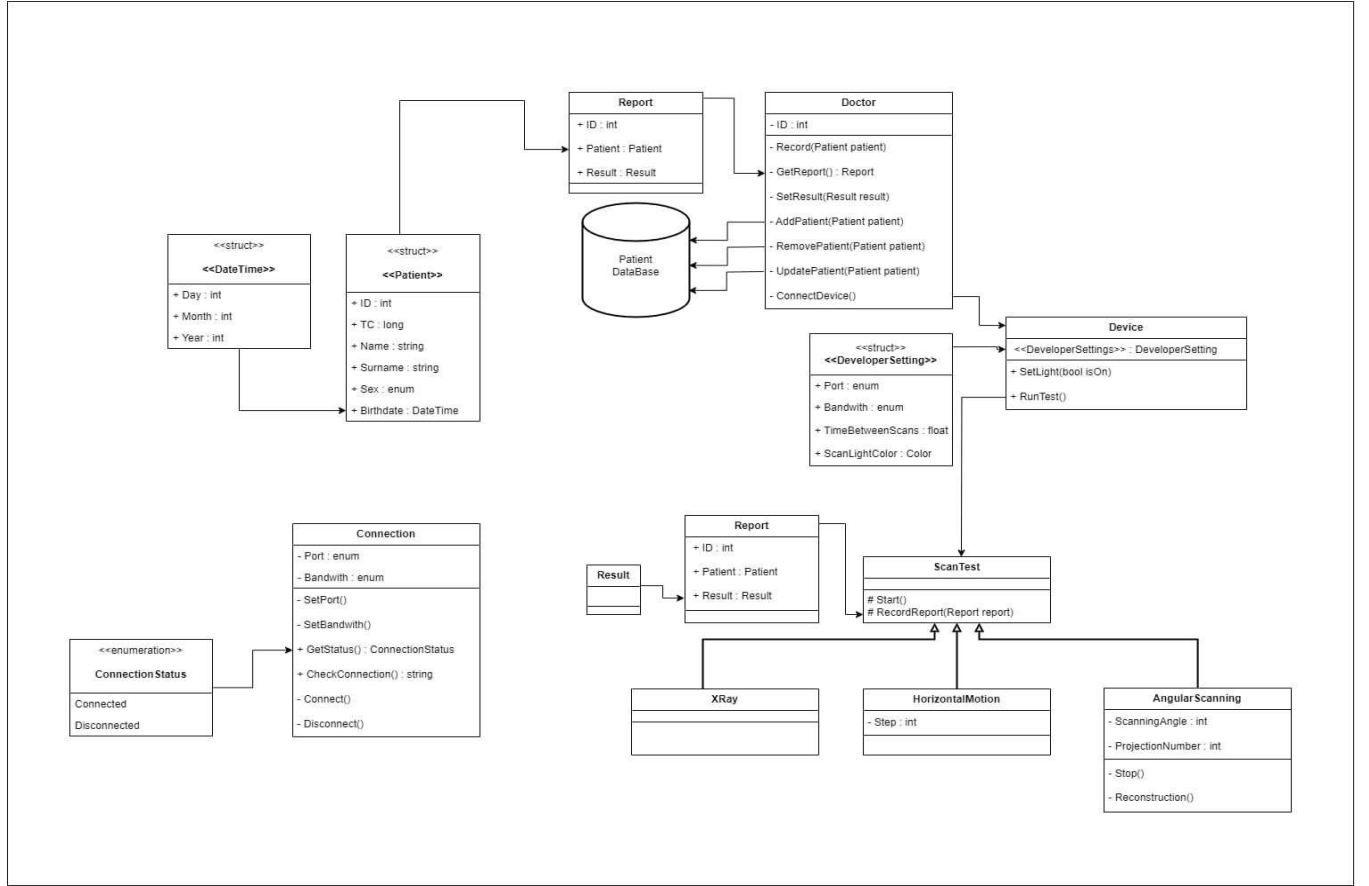 Report
+ ID : int
+ Patient : Patient
+ Result : Result
Doctor
- ID : int
- Record(Patient patient)
- GetReport() : Report
- SetResult(Result result)
- AddPatient(Patient patient)
- RemovePatient(Patient patient)
- UpdatePatient(Patient patient)
- ConnectDevice()
Patient
DataBase
<<struct>>
<<DateTime>>
+ Day : int
+ Month : int
+ Year : int
<<struct>>
<<Patient>>
+ ID : int
+ TC : long
+ Name : string
+ Surname : string
+ Sex : enum
+ Birthdate : DateTime
Device
<<DeveloperSettings>> : DeveloperSetting
+ SetLight(bool isOn)
+ RunTest()
<<struct>>
<<DeveloperSetting>>
+ Port : enum
+ Bandwith : enum
+ TimeBetweenScans : float
+ ScanLightColor : Color
Connection
- Port : enum
- Bandwith : enum
- SetPort()
- SetBandwith()
+ GetStatus() : ConnectionStatus
+ CheckConnection() : string
- Connect()
- Disconnect()
<<enumeration>>
ConnectionStatus
Connected
Disconnected
Result
Report
+ ID : int
+ Patient : Patient
+ Result : Result
ScanTest
# Start()
# RecordReport(Report report)
XRay
HorizontalMotion
- Step : int
AngularScanning
- ScanningAngle : int
- ProjectionNumber : int
- Stop()
- Reconstruction()